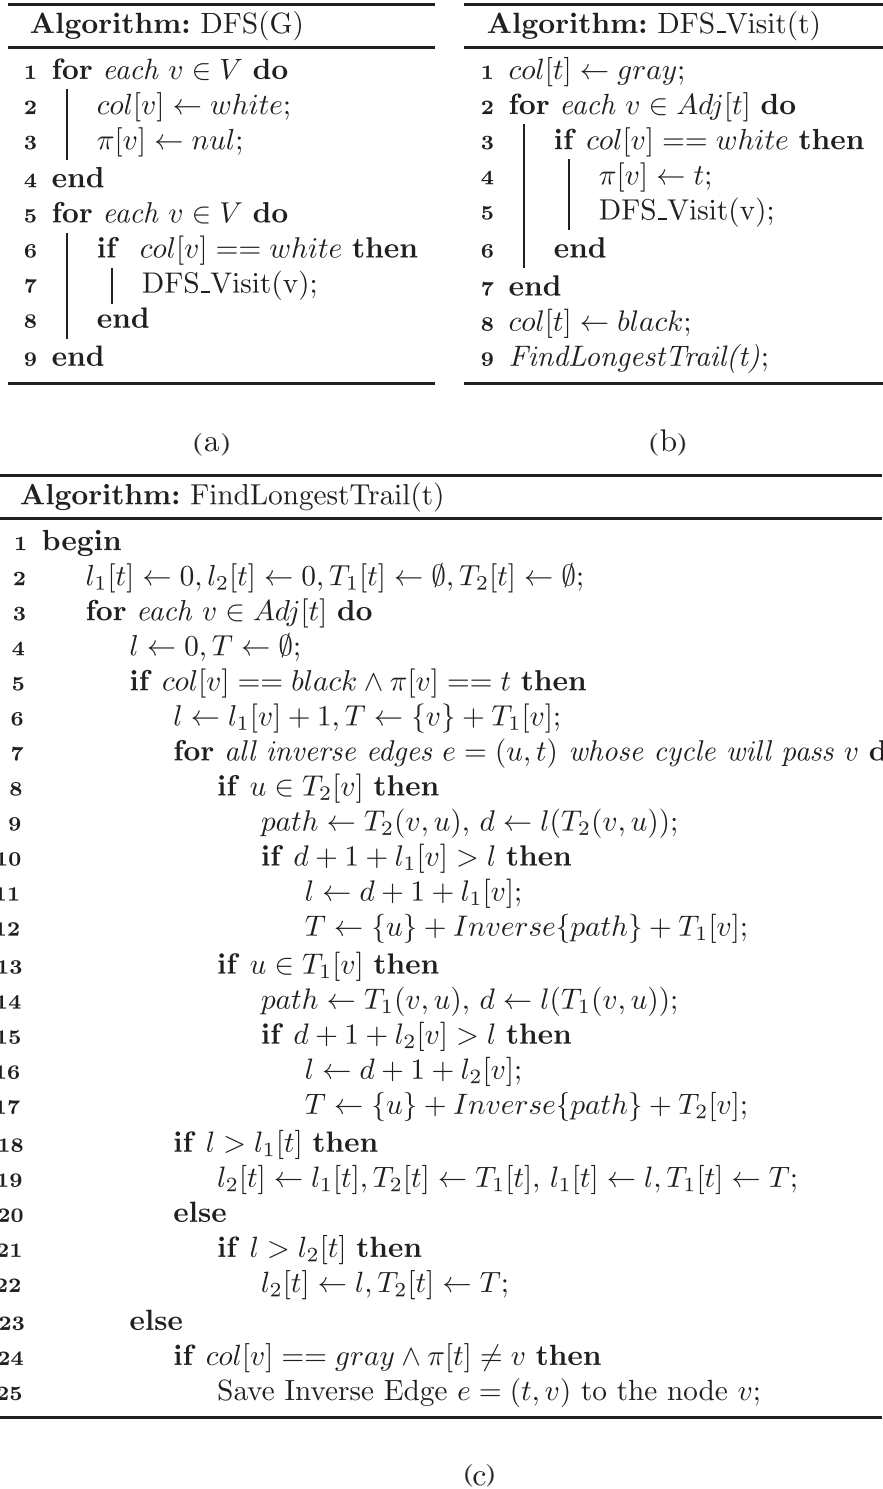 Algorithm: DFS(G)
1 for each v ∈ V do
2 col[v] ← white;
3 π[v] ← nul;
4 end
5 for each v ∈ V do
6 if col[v] == white then
7 DFS_Visit(v);
8 end
9 end
(a)
Algorithm: DFS_Visit(t)
1 col[t] ← gray;
2 for each v ∈ Adj[t] do
3 if col[v] == white then
4 π[v] ← t;
5 DFS_Visit(v);
6 end
7 end
8 col[t] ← black;
9 FindLongestTrail(t);
(b)
Algorithm: FindLongestTrail(t)
1 begin
2 l₁[t] ← 0, l₂[t] ← 0, T₁[t] ← ∅, T₂[t] ← ∅;
3 for each v ∈ Adj[t] do
4 l ← 0, T ← ∅;
5 if col[v] == black ∧ π[v] == t then
6 l ← l₁[v] + 1, T ← {v} + T₁[v];
7 for all inverse edges e = (u, t) whose cycle will pass v d
8 if u ∈ T₂[v] then
9 path ← T₂(v, u), d ← l(T₂(v, u));
10 if d + 1 + l₁[v] > l then
11 l ← d + 1 + l₁[v];
12 T ← {u} + Inverse{path} + T₁[v];
13 if u ∈ T₁[v] then
14 path ← T₁(v, u), d ← l(T₁(v, u));
15 if d + 1 + l₂[v] > l then
16 l ← d + 1 + l₂[v];
17 T ← {u} + Inverse{path} + T₂[v];
18 if l > l₁[t] then
19 l₂[t] ← l₁[t], T₂[t] ← T₁[t], l₁[t] ← l, T₁[t] ← T;
20 else
21 if l > l₂[t] then
22 l₂[t] ← l, T₂[t] ← T;
23 else
24 if col[v] == gray ∧ π[t] ≠ v then
25 Save Inverse Edge e = (t, v) to the node v;
(c)